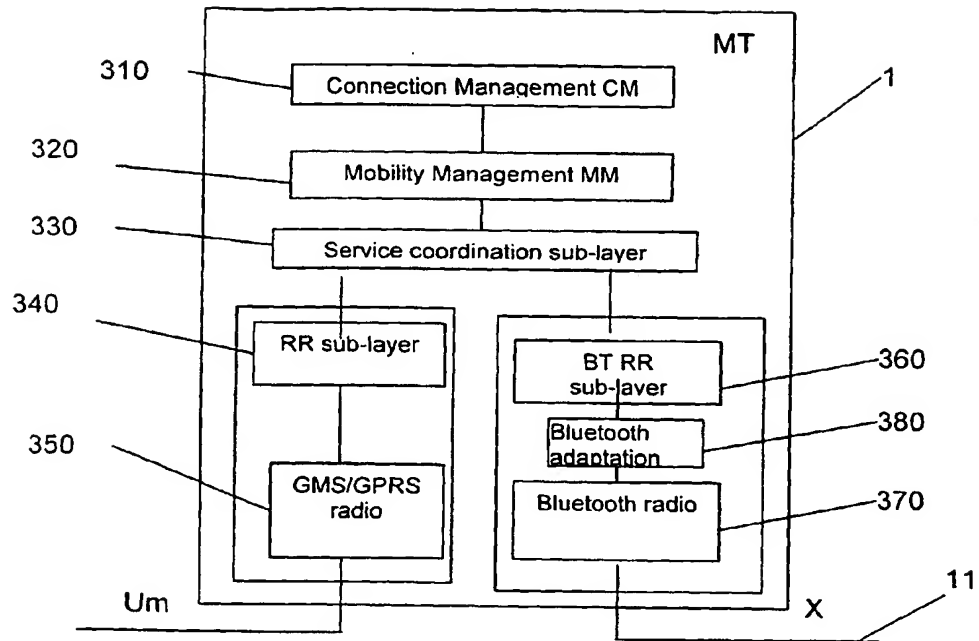 MT
310
Connection Management CM
1
320
Mobility Management MM
330
Service coordination sub-layer
340
RR sub-layer
BT RR
sub-layer
360
Bluetooth
adaptation
380
350
GMS/GPRS
radio
Bluetooth radio
370
Um
X
11